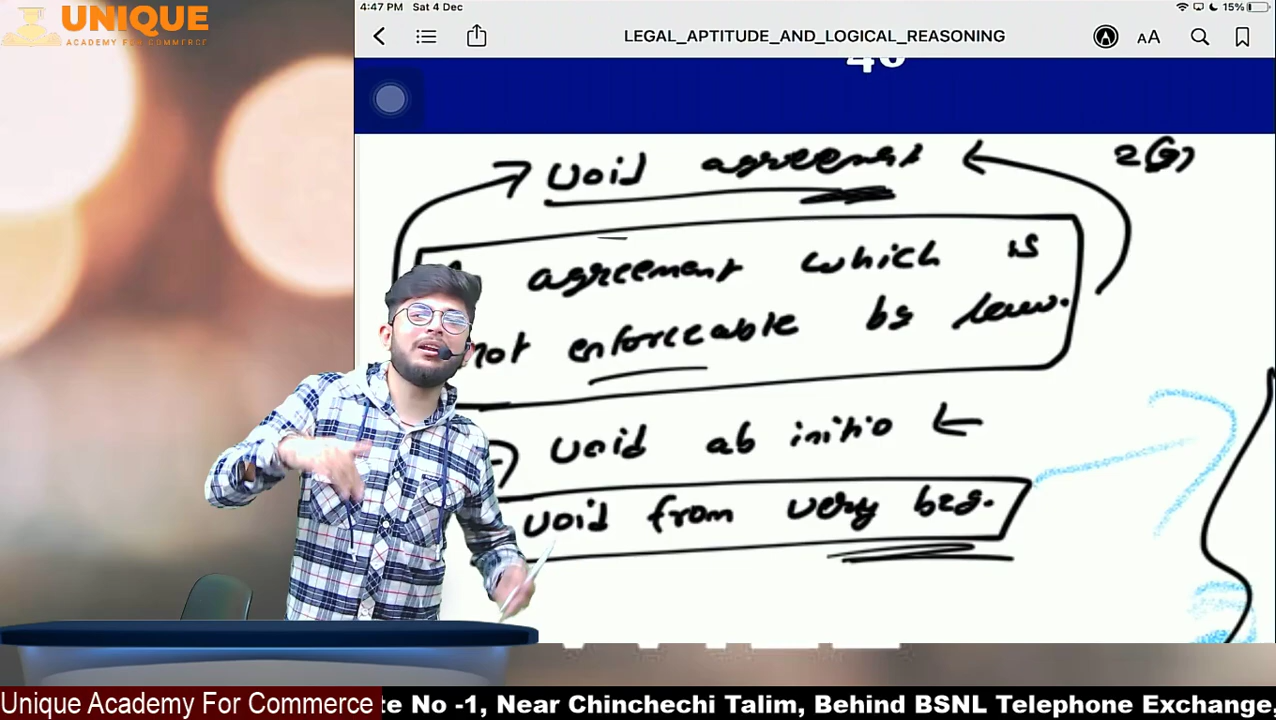 UNIQUE
ACADEMY FOR COMMERCE
4:47 PM Sat 4 Dec
15%
LEGAL_APTITUDE_AND_LOGICAL_REASONING
AA
void agreement
2(g)
agreement which is
not enforceable by law.
void ab initio
void from very beg.
Unique Academy For Commerce
te No -1, Near Chinchechi Talim, Behind BSNL Telephone Exchange,